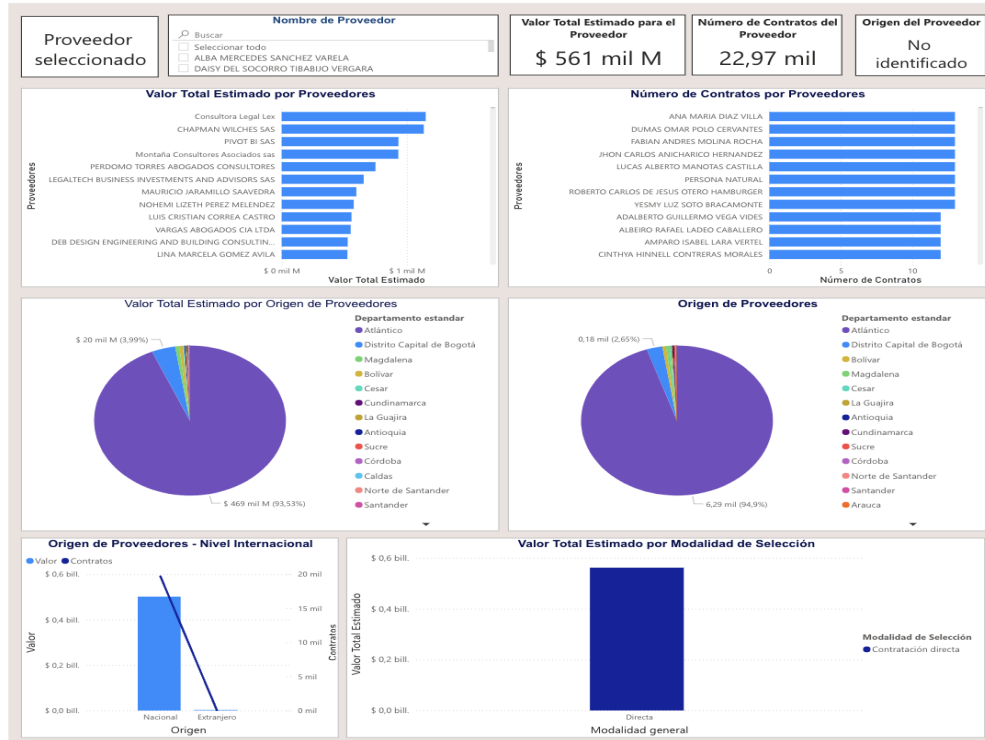 Proveedor
seleccionado
Nombre de Proveedor
Buscar
Seleccionar todo
ALBA MERCEDES SANCHEZ VARELA
DAISY DEL SOCORRO TIBABIJO VERGARA
Valor Total Estimado para el
Proveedor
$ 561 mil M
Número de Contratos del
Proveedor
22,97 mil
Origen del Proveedor
No
identificado
Valor Total Estimado por Proveedores
Proveedores
Consultora Legal Lex
CHAPMAN WILCHES SAS
PIVOT BI SAS
Montaña Consultores Asociados sas
PERDOMO TORRES ABOGADOS CONSULTORES
LEGALTECH BUSINESS INVESTMENTS AND ADVISORS SAS
MAURICIO JARAMILLO SAAVEDRA
NOHEMI LIZETH PEREZ MELENDEZ
LUIS CRISTIAN CORREA CASTRO
VARGAS ABOGADOS CIA LTDA
DEB DESIGN ENGINEERING AND BUILDING CONSULTIN...
LINA MARCELA GOMEZ AVILA
$ 0 mil M $ 1 mil M
Valor Total Estimado
Número de Contratos por Proveedores
Proveedores
ANA MARIA DIAZ VILLA
DUMAS OMAR POLO CERVANTES
FABIAN ANDRES MOLINA ROCHA
JHON CARLOS ANICHARICO HERNANDEZ
LUCAS ALBERTO MANOTAS CASTILLA
PERSONA NATURAL
ROBERTO CARLOS DE JESUS OTERO HAMBURGER
YESMY LUZ SOTO BRACAMONTE
ADALBERTO GUILLERMO VEGA VIDES
ALBEIRO RAFAEL LADEO CABALLERO
AMPARO ISABEL LARA VERTEL
CINTHYA HINNELL CONTRERAS MORALES
0 5 10
Número de Contratos
Valor Total Estimado por Origen de Proveedores
$ 20 mil M (3,99%)
$ 469 mil M (93,53%)
Departamento estandar
Atlántico
Distrito Capital de Bogotá
Magdalena
Bolívar
Cesar
Cundinamarca
La Guajira
Antioquia
Sucre
Córdoba
Caldas
Norte de Santander
Santander
Origen de Proveedores
0,18 mil (2,65%)
6,29 mil (94,9%)
Departamento estandar
Atlántico
Distrito Capital de Bogotá
Bolívar
Magdalena
Cesar
La Guajira
Antioquia
Cundinamarca
Sucre
Córdoba
Norte de Santander
Santander
Arauca
Origen de Proveedores - Nivel Internacional
Valor Contratos
Valor
$ 0,6 bill.
$ 0,4 bill.
$ 0,2 bill.
$ 0,0 bill.
20 mil
15 mil
10 mil
5 mil
0 mil
Contratos
Nacional Extranjero
Origen
Valor Total Estimado por Modalidad de Selección
Valor Total Estimado
$ 0,6 bill.
$ 0,4 bill.
$ 0,2 bill.
$ 0,0 bill.
Directa
Modalidad general
Modalidad de Selección
Contratación directa